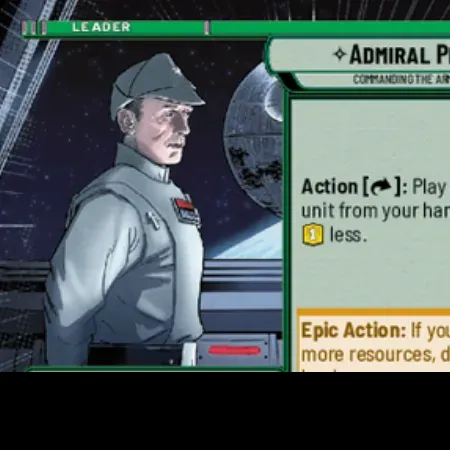 LEADER
ADMIRAL P
COMMANDING THE AR
Action [ ]: Play
unit from your han
1 less.
Epic Action: If you
more resources, d